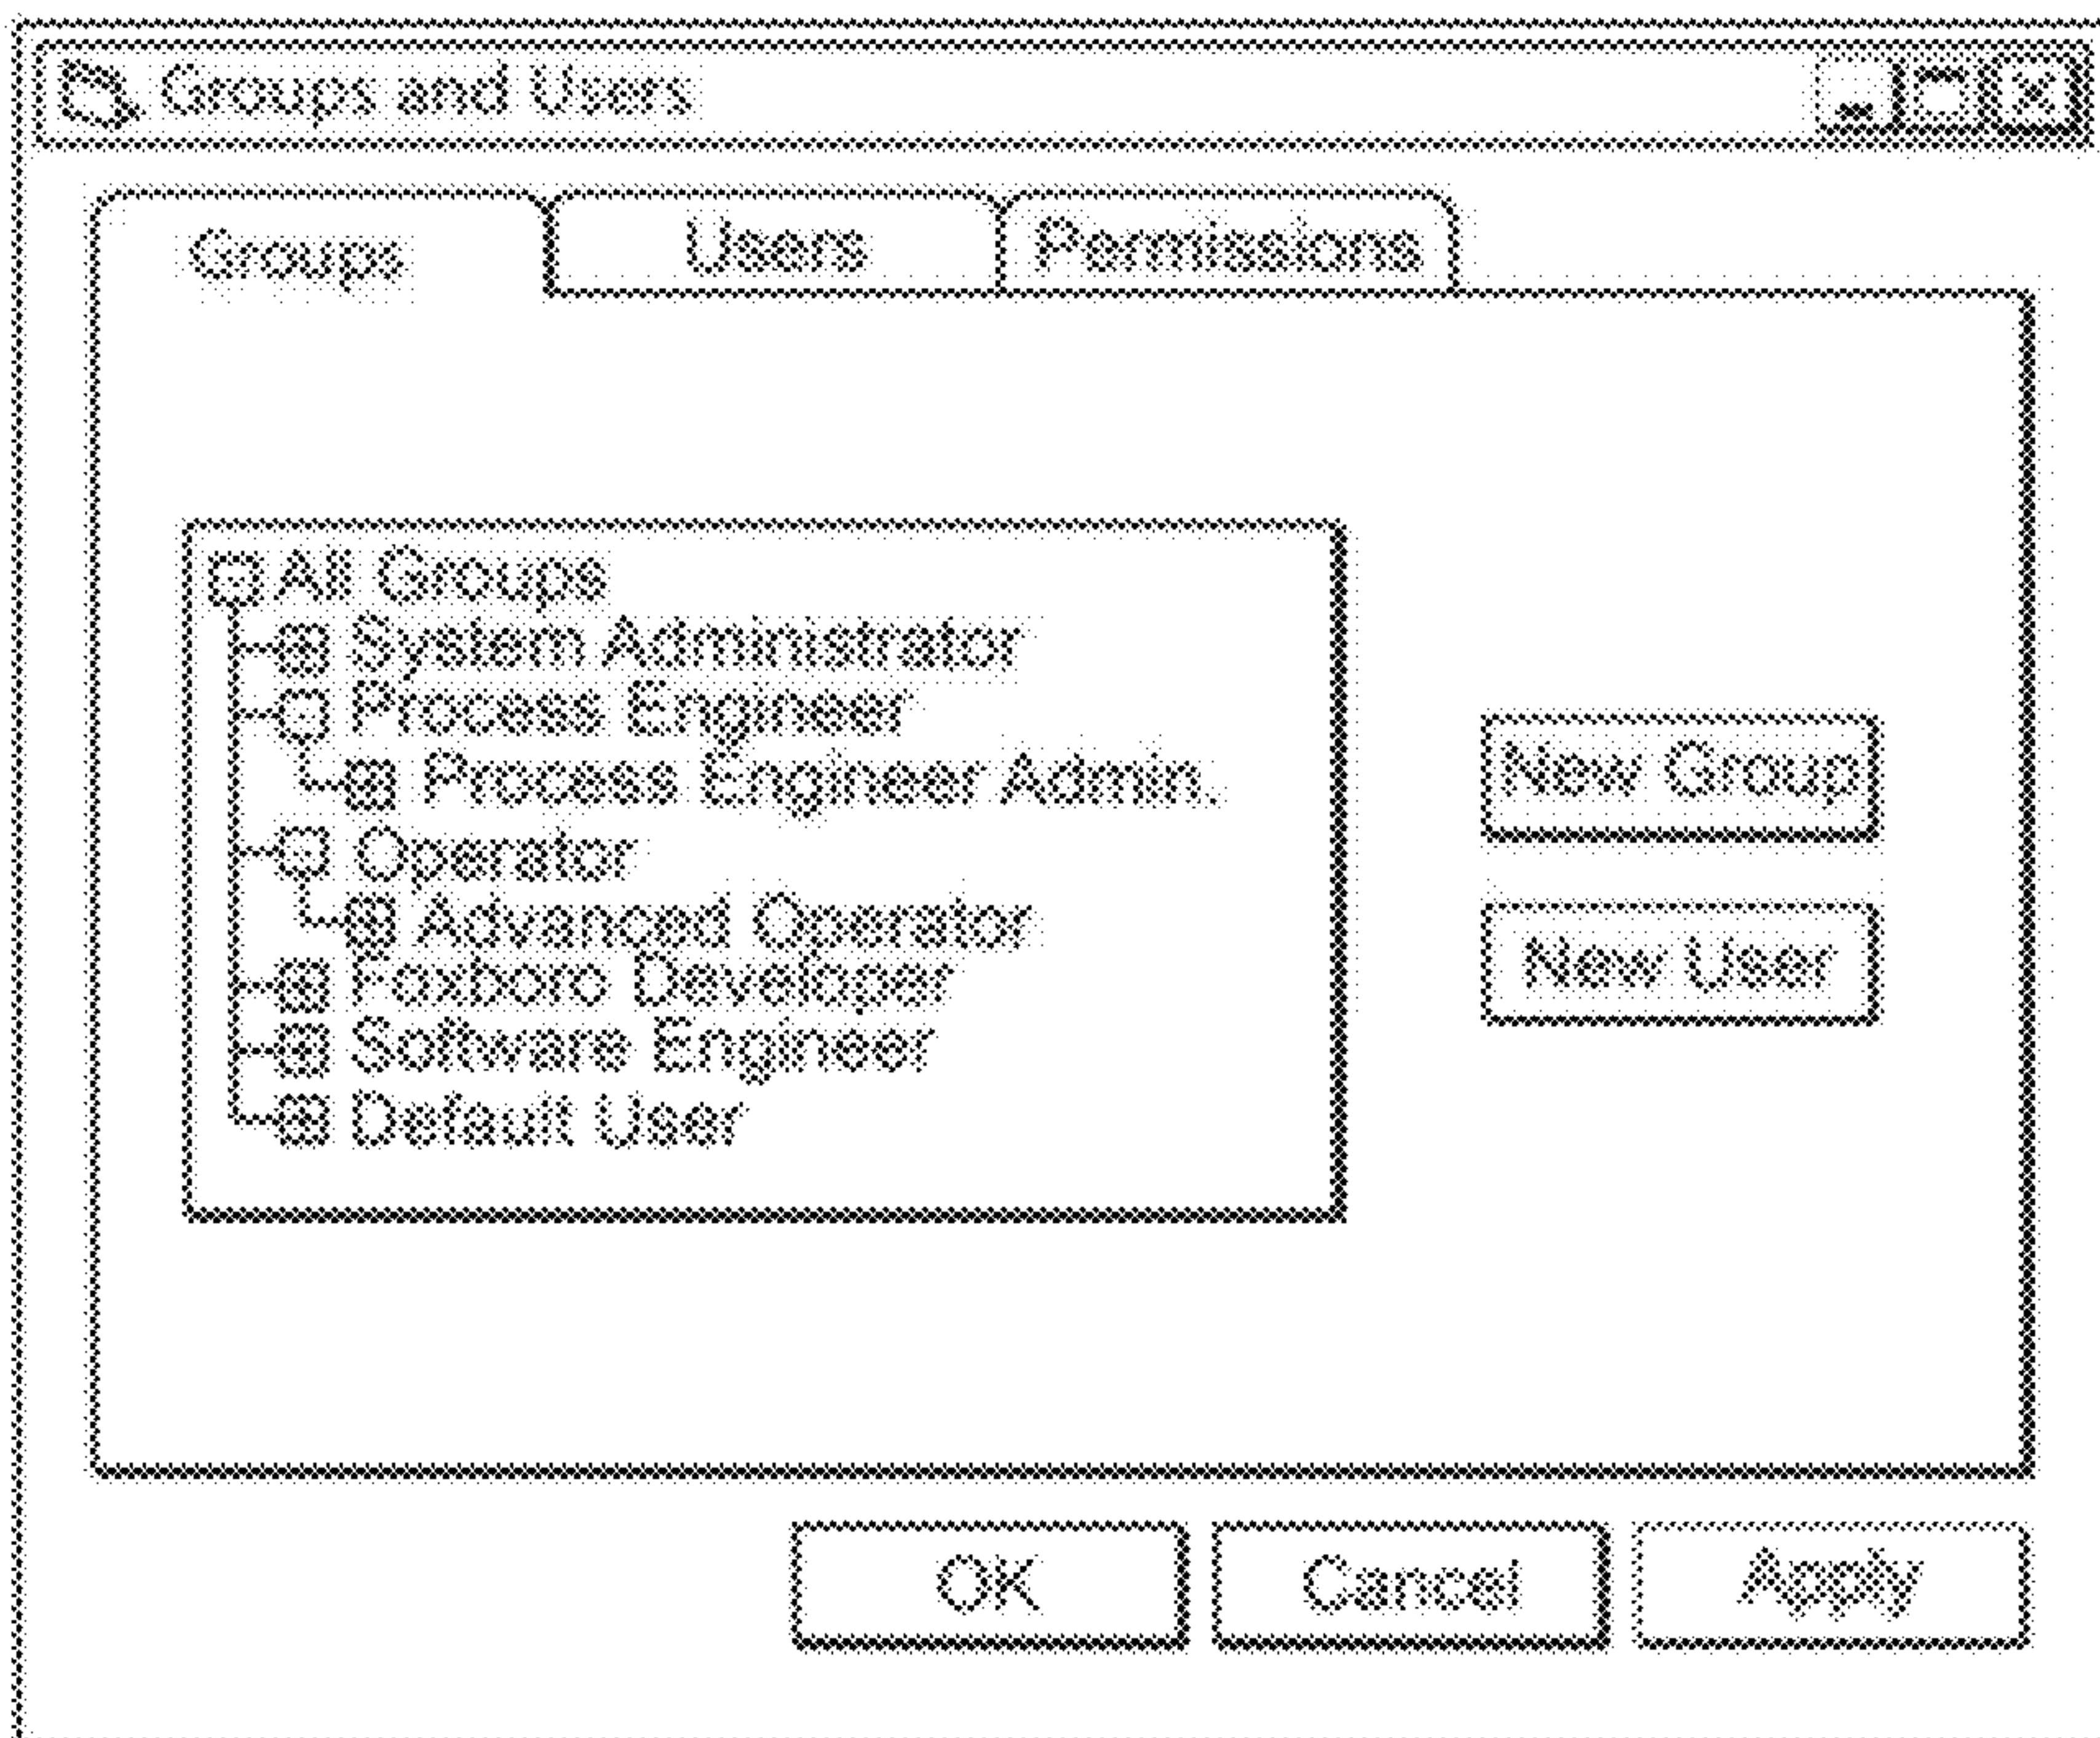 Groups and Users
Groups Users Permissions
All Groups
System Administrator
Process Engineer
Process Engineer Admin.
Operator
Advanced Operator
Foxboro Developer
Software Engineer
Default User
New Group
New User
OK Cancel Apply